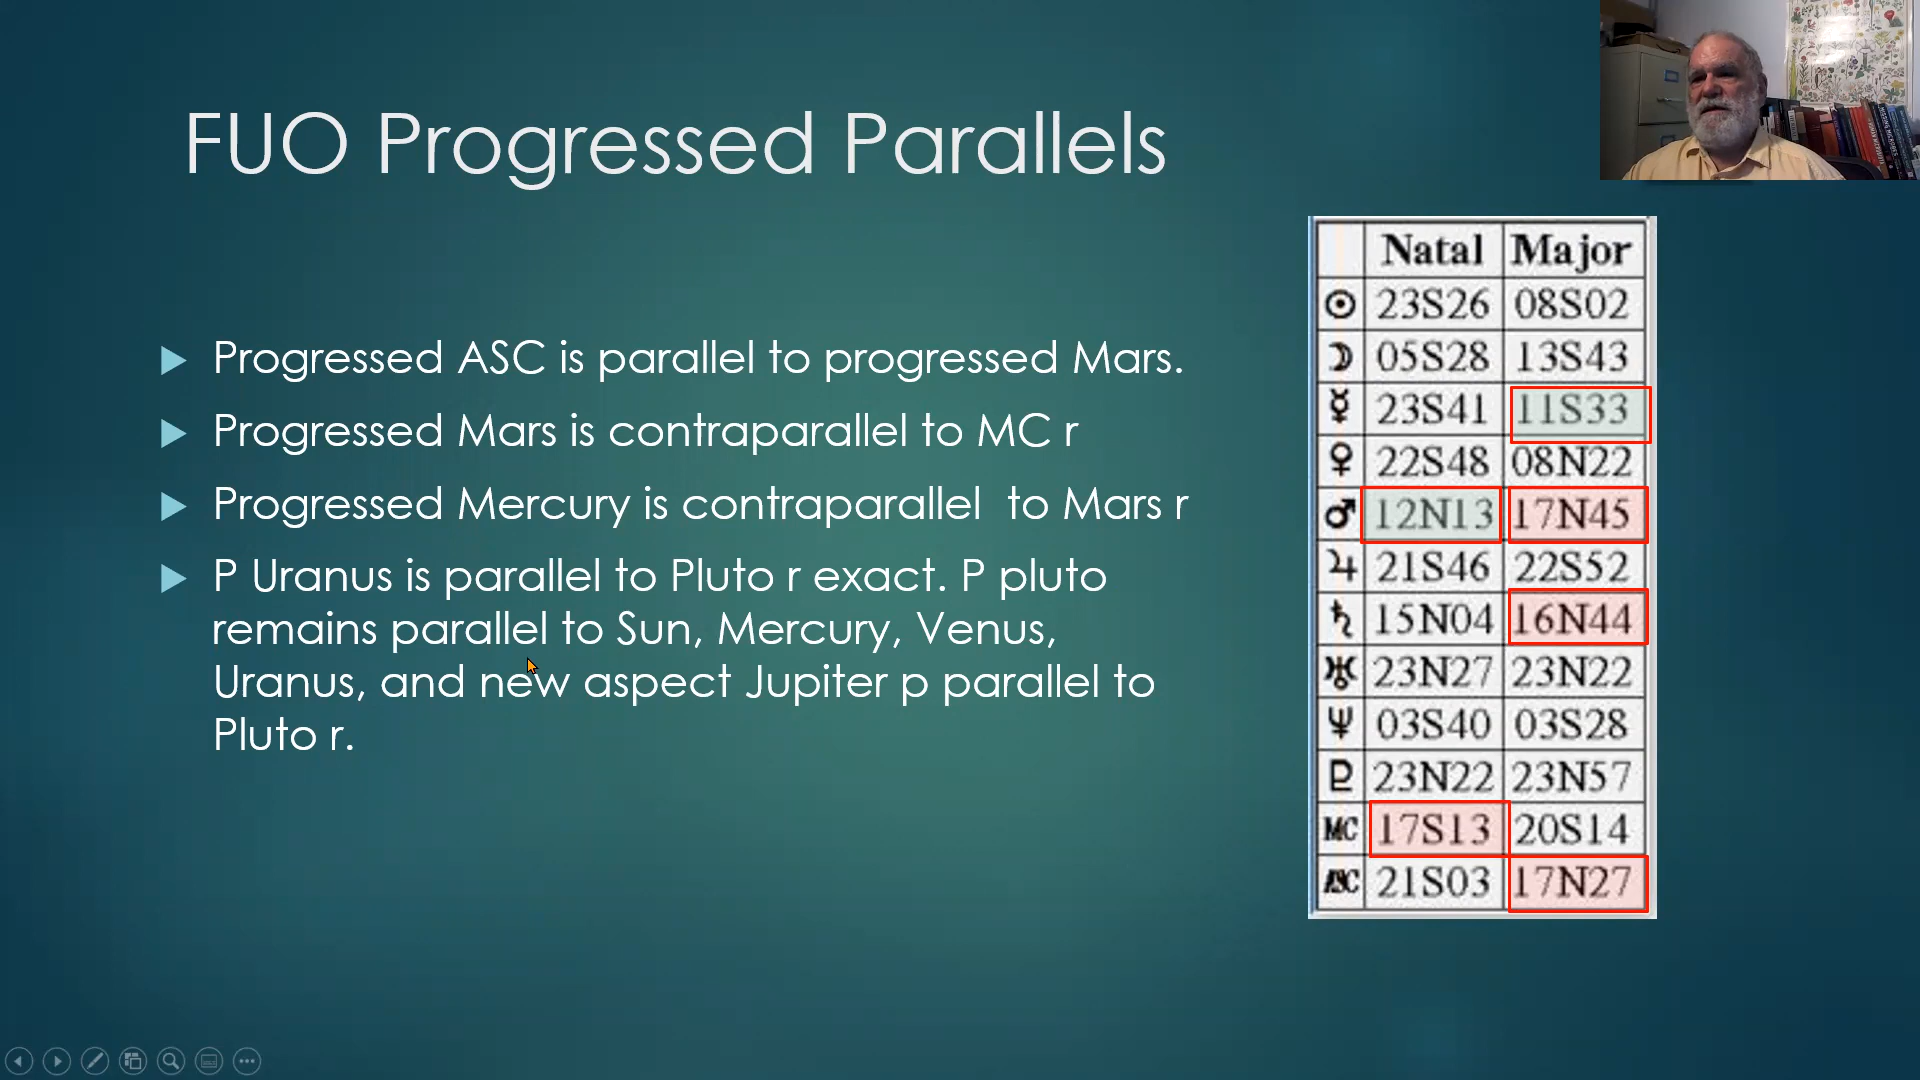 FUO Progressed Parallels
Progressed ASC is parallel to progressed Mars.
Progressed Mars is contraparallel to MC r
Progressed Mercury is contraparallel to Mars r
P Uranus is parallel to Pluto r exact. P pluto
remains parallel to Sun, Mercury, Venus,
Uranus, and new aspect Jupiter p parallel to
Pluto r.
Natal Major
☉ 23S26 08S02
☽ 05S28 13S43
☿ 23S41 11S33
♀ 22S48 08N22
♂ 12N13 17N45
♃ 21S46 22S52
♄ 15N04 16N44
♅ 23N27 23N22
♆ 03S40 03S28
♇ 23N22 23N57
MC 17S13 20S14
ASC 21S03 17N27